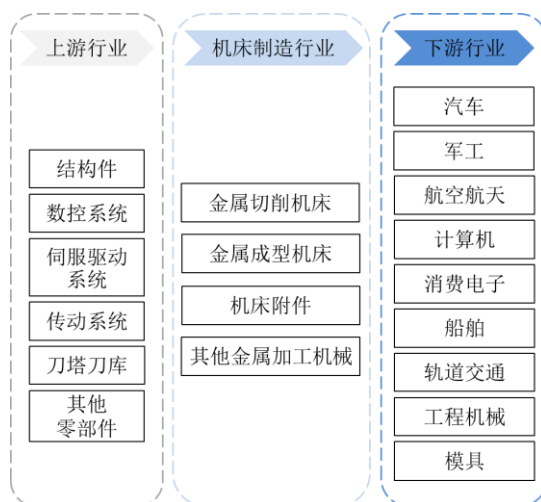 上游行业
结构件
数控系统
伺服驱动
系统
传动系统
刀塔刀库
其他
零部件
机床制造行业
金属切削机床
金属成型机床
机床附件
其他金属加工机械
下游行业
汽车
军工
航空航天
计算机
消费电子
船舶
轨道交通
工程机械
模具